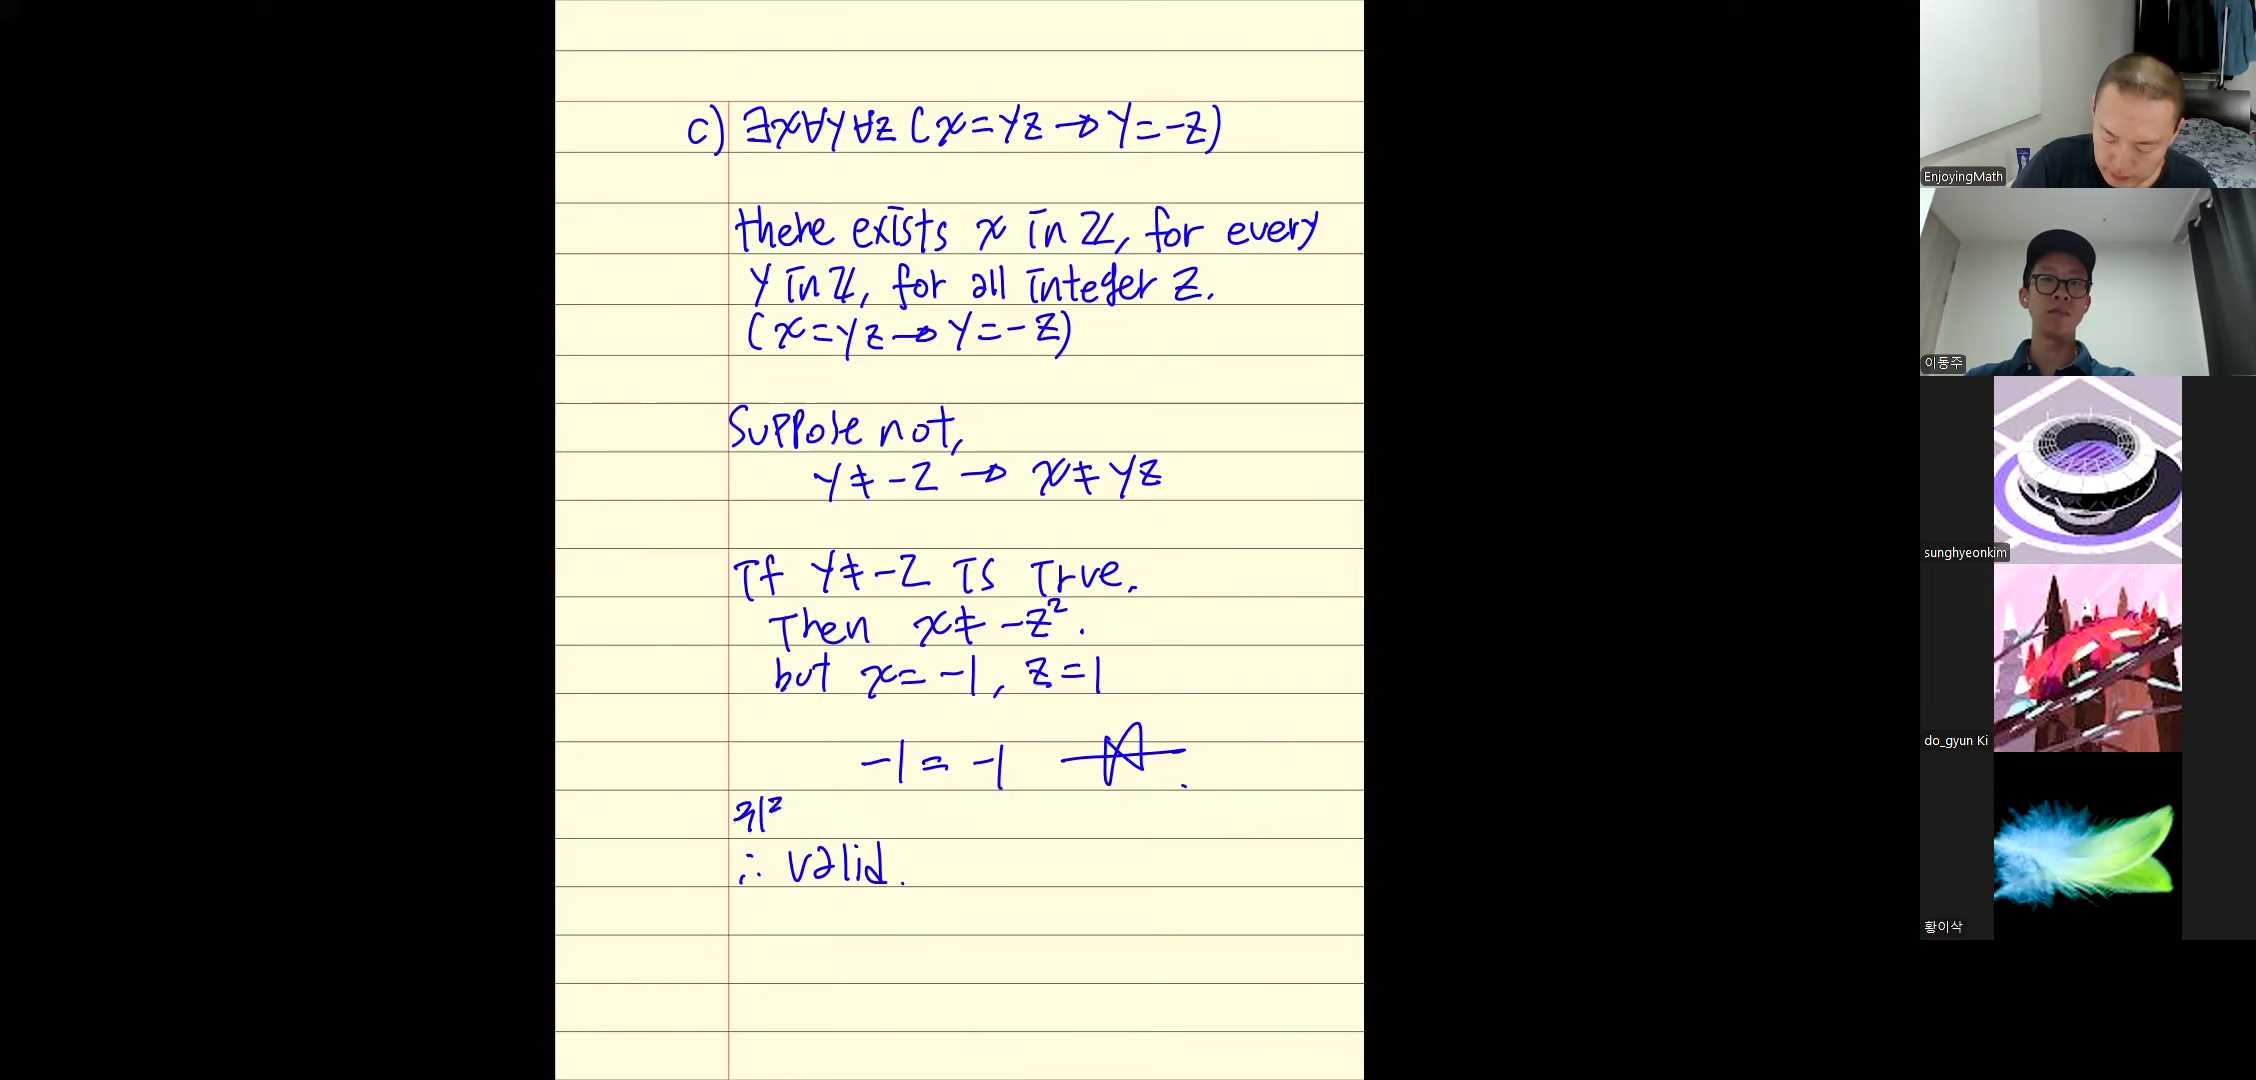 c) ∃x∀y∀z (x=yz→y=-z)
there exists x in ℤ, for every
y in ℤ, for all integer z.
(x=yz→y=-z)
Suppose not,
y≠-z → x≠yz
If y≠-z is true.
Then x≠-z².
but x=-1, z=1
-1=-1
∴ valid.
EnjoyingMath
이동주
sunghyeonkim
do_gyun Ki
황이삭